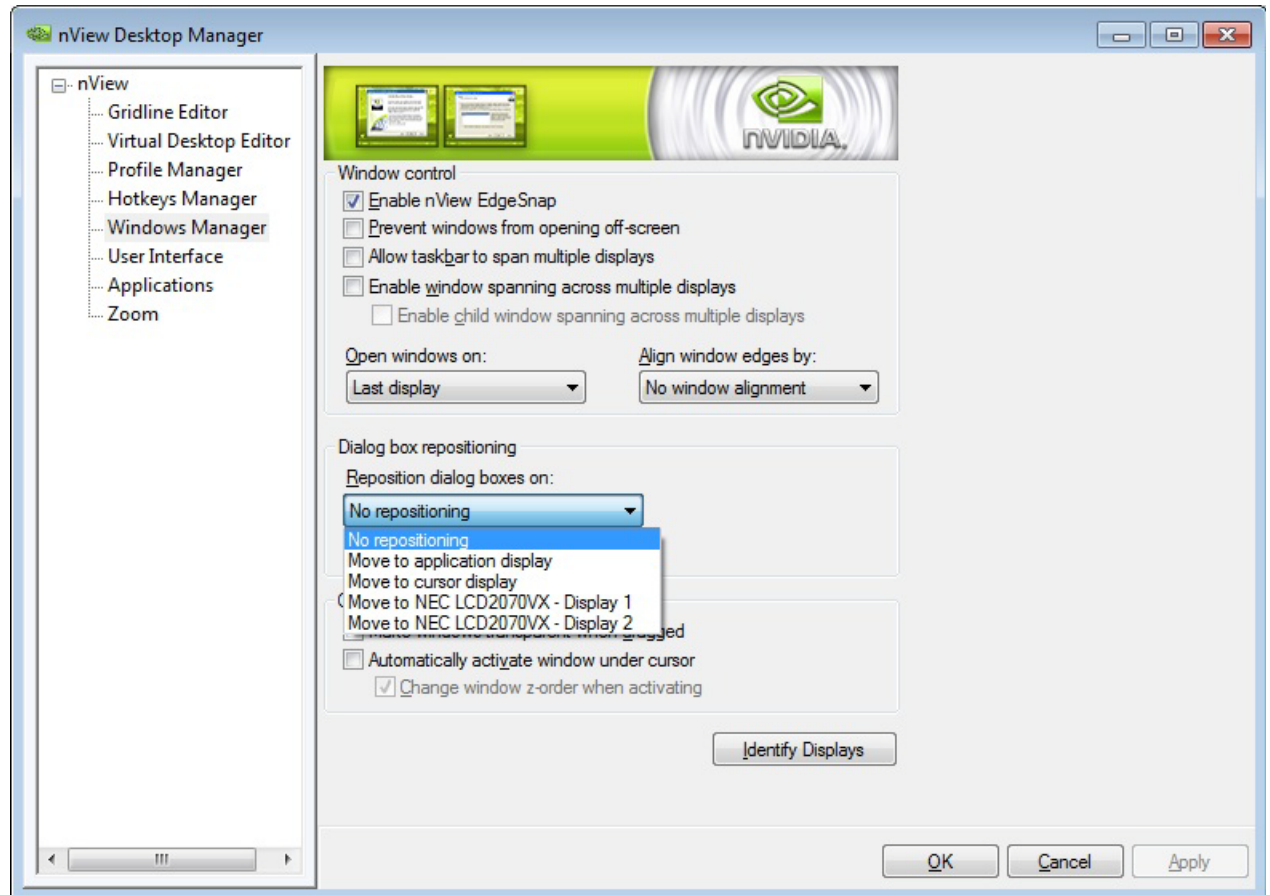 nView Desktop Manager
nView
Gridline Editor
Virtual Desktop Editor
Profile Manager
Hotkeys Manager
Windows Manager
User Interface
Applications
Zoom
NVIDIA.
Window control
Enable nView EdgeSnap
Prevent windows from opening off-screen
Allow taskbar to span multiple displays
Enable window spanning across multiple displays
Enable child window spanning across multiple displays
Open windows on: Align window edges by:
Last display No window alignment
Dialog box repositioning
Reposition dialog boxes on:
No repositioning
No repositioning
Move to application display
Move to cursor display
Move to NEC LCD2070VX - Display 1
Move to NEC LCD2070VX - Display 2
Make windows transparent when dragged
Automatically activate window under cursor
Change window z-order when activating
Identify Displays
OK Cancel Apply